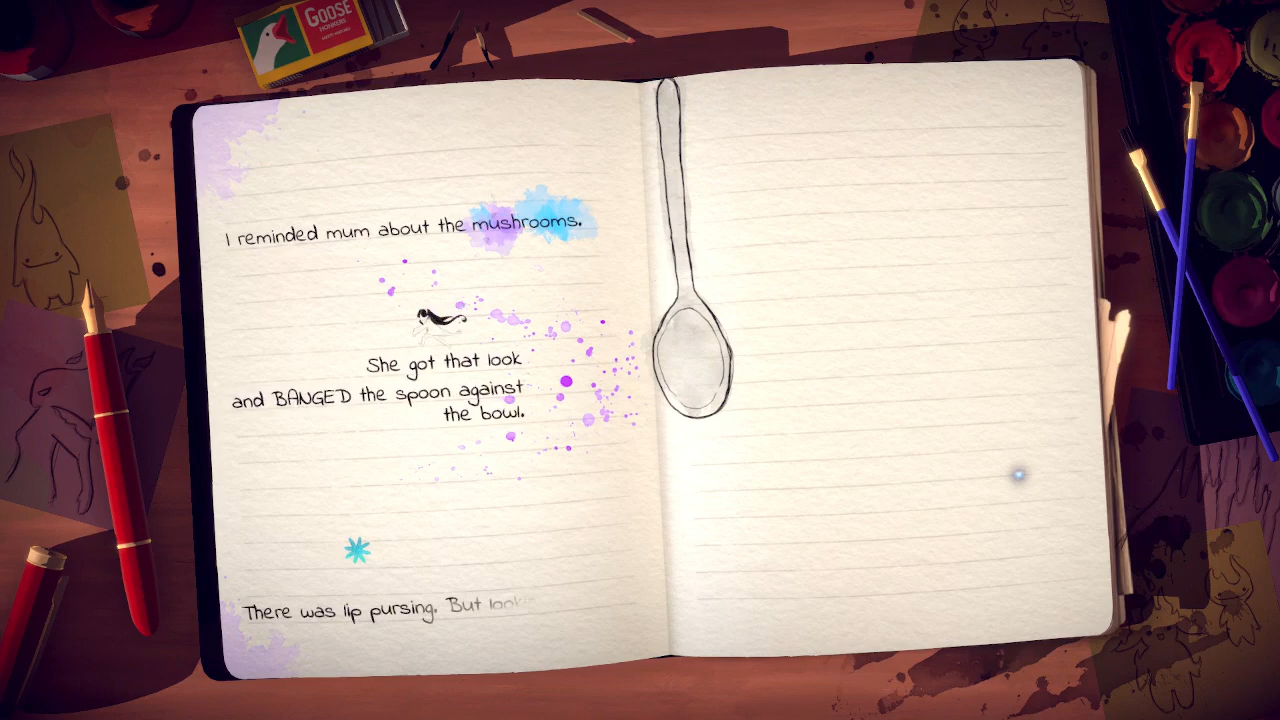 GOOSE
HONKERS
I reminded mum about the mushrooms.
She got that look
and BANGED the spoon against
the bowl.
There was lip pursing. But